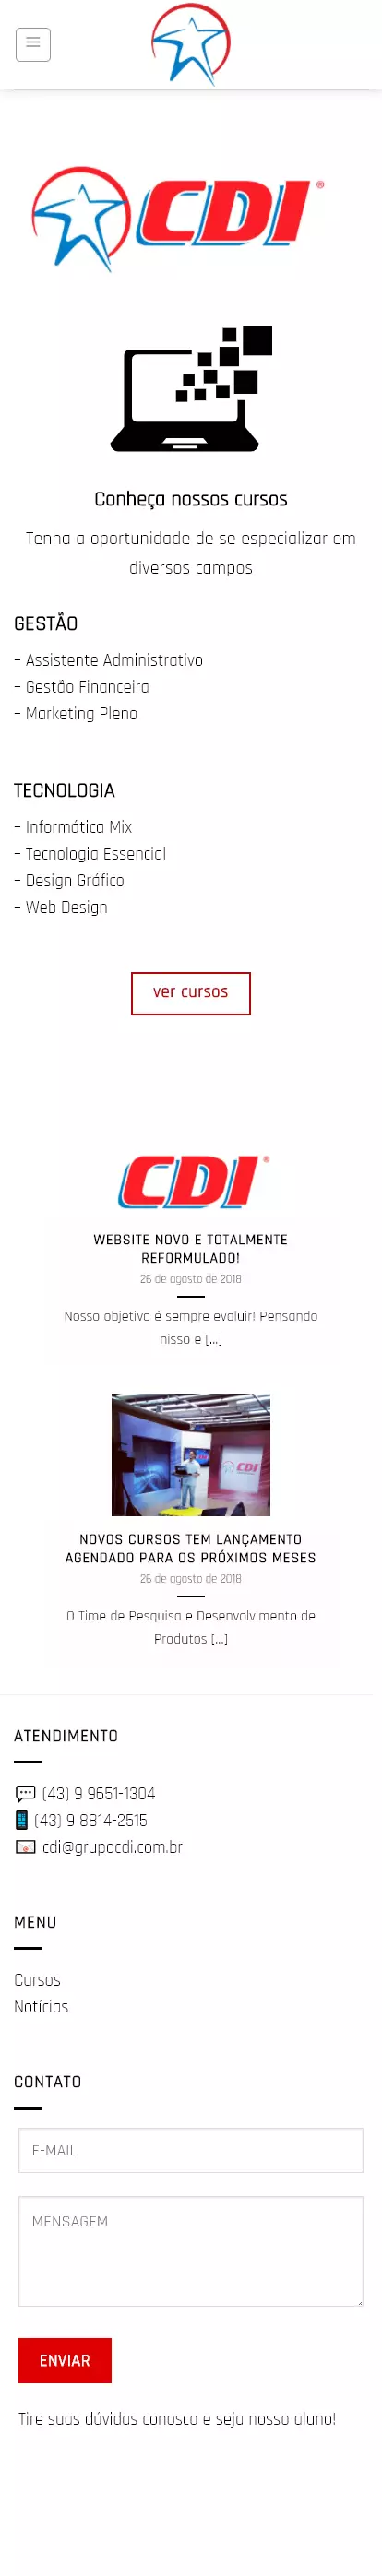 CDI®
Conheça nossos cursos
Tenha a oportunidade de se especializar em
diversos campos
GESTÃO
– Assistente Administrativo
– Gestão Financeira
– Marketing Pleno
TECNOLOGIA
– Informática Mix
– Tecnologia Essencial
– Design Gráfico
– Web Design
ver cursos
CDI®
WEBSITE NOVO E TOTALMENTE
REFORMULADO!
26 de agosto de 2018
Nosso objetivo é sempre evoluir! Pensando
nisso e [...]
CDI
NOVOS CURSOS TEM LANÇAMENTO
AGENDADO PARA OS PRÓXIMOS MESES
26 de agosto de 2018
O Time de Pesquisa e Desenvolvimento de
Produtos [...]
ATENDIMENTO
(43) 9 9651-1304
(43) 9 8814-2515
cdi@grupocdi.com.br
MENU
Cursos
Notícias
CONTATO
E-MAIL
MENSAGEM
ENVIAR
Tire suas dúvidas conosco e seja nosso aluno!